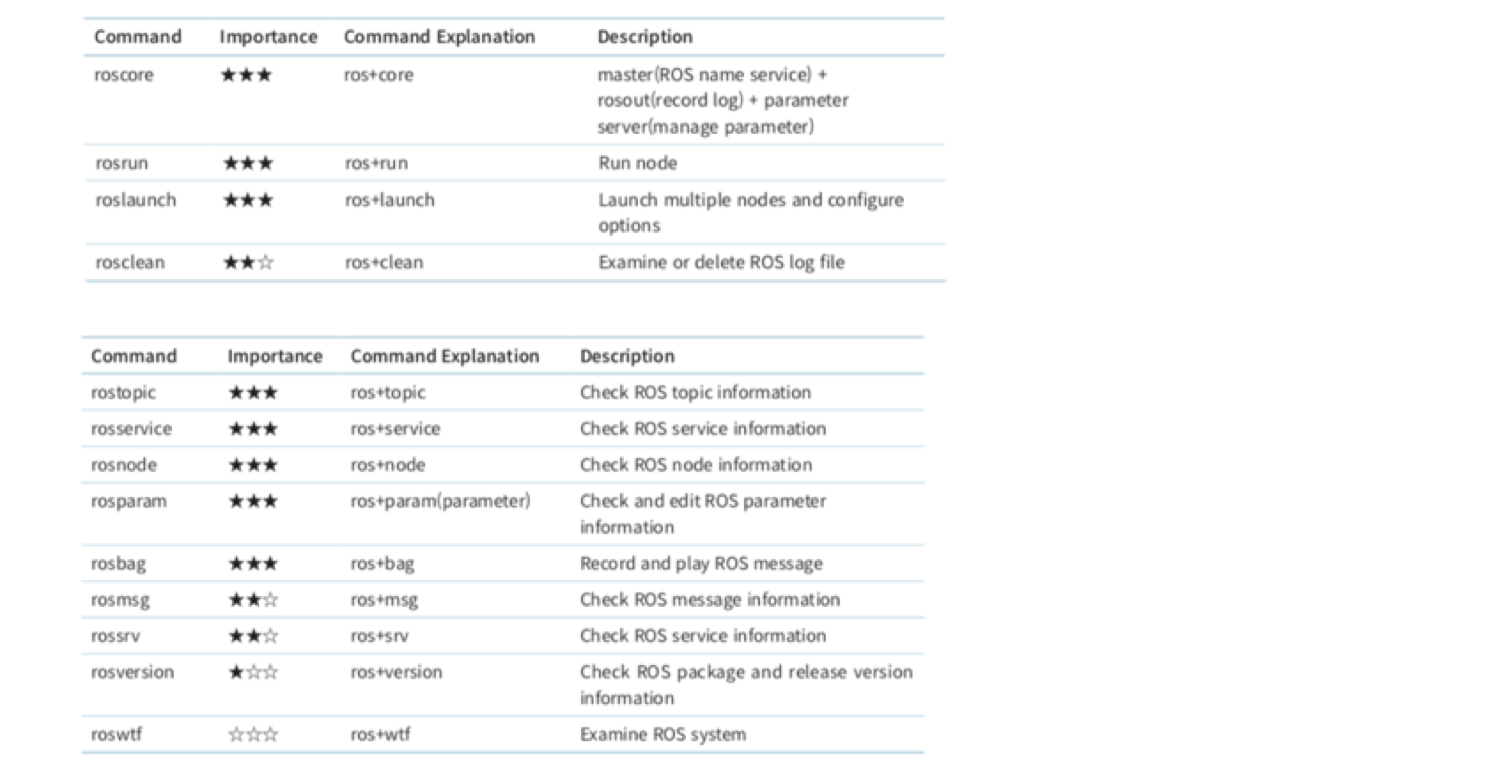 Command Importance Command Explanation Description
roscore ★★★ ros+core master(ROS name service) +
rosout(record log) + parameter
server(manage parameter)
rosrun ★★★ ros+run Run node
roslaunch ★★★ ros+launch Launch multiple nodes and configure
options
rosclean ★★☆ ros+clean Examine or delete ROS log file
Command Importance Command Explanation Description
rostopic ★★★ ros+topic Check ROS topic information
rosservice ★★★ ros+service Check ROS service information
rosnode ★★★ ros+node Check ROS node information
rosparam ★★★ ros+param(parameter) Check and edit ROS parameter
information
rosbag ★★★ ros+bag Record and play ROS message
rosmsg ★★☆ ros+msg Check ROS message information
rossrv ★★☆ ros+srv Check ROS service information
rosversion ★☆☆ ros+version Check ROS package and release version
information
roswtf ☆☆☆ ros+wtf Examine ROS system